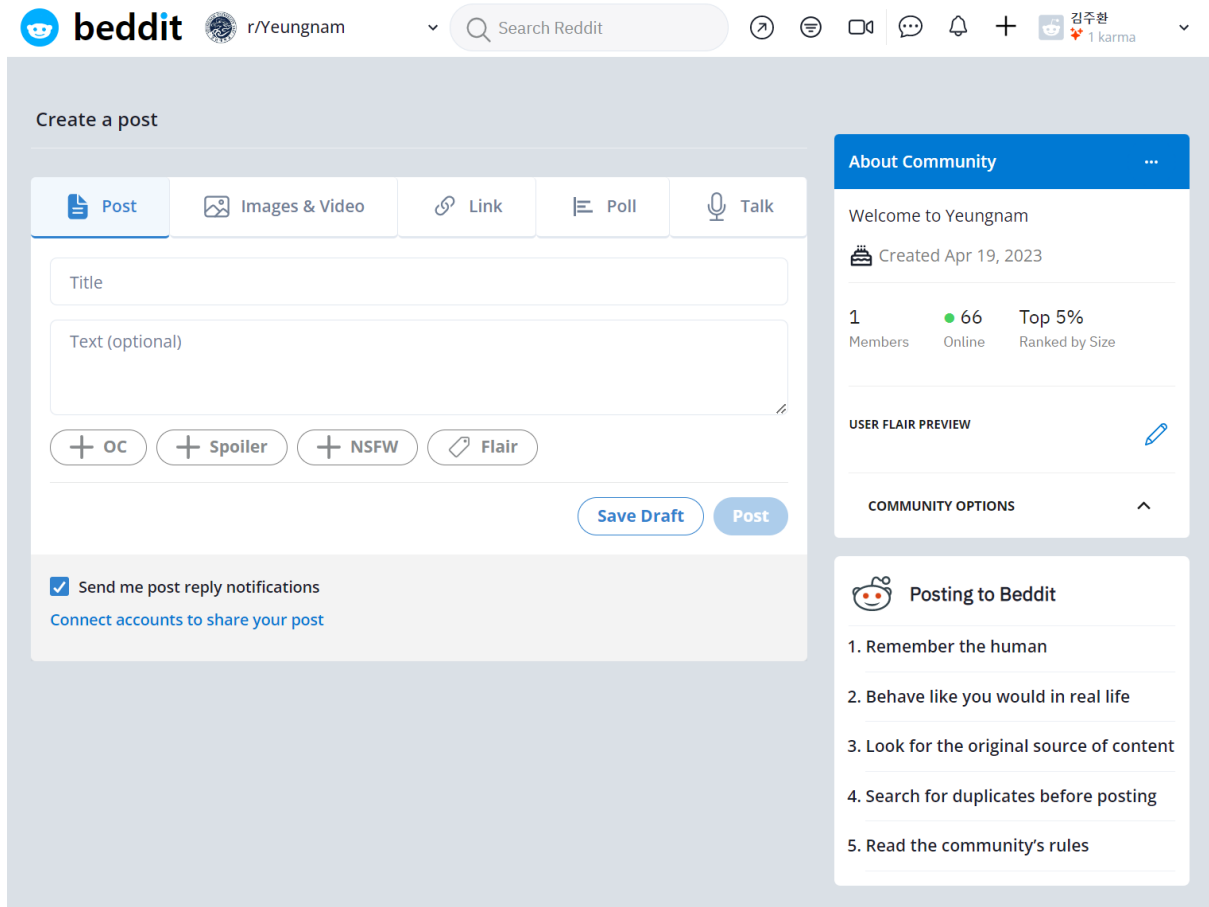 beddit r/Yeungnam Search Reddit 김주환
1 karma
Create a post
Post Images & Video Link Poll Talk
Title
Text (optional)
OC Spoiler NSFW Flair
Save Draft Post
Send me post reply notifications
Connect accounts to share your post
About Community
Welcome to Yeungnam
Created Apr 19, 2023
1 66 Top 5%
Members Online Ranked by Size
USER FLAIR PREVIEW
COMMUNITY OPTIONS
Posting to Beddit
1. Remember the human
2. Behave like you would in real life
3. Look for the original source of content
4. Search for duplicates before posting
5. Read the community's rules